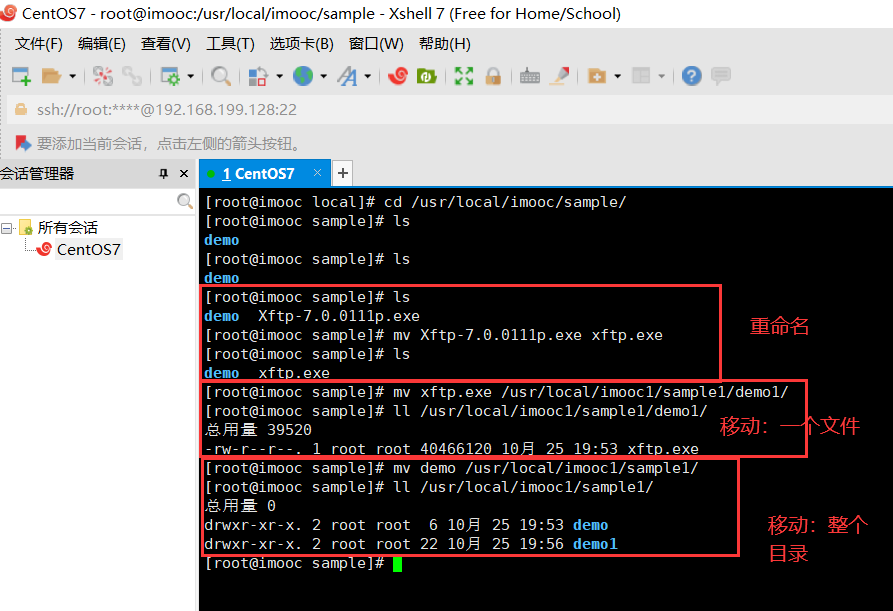 CentOS7 - root@imooc:/usr/local/imooc/sample - Xshell 7 (Free for Home/School)
文件(F) 编辑(E) 查看(V) 工具(T) 选项卡(B) 窗口(W) 帮助(H)
ssh://root:****@192.168.199.128:22
要添加当前会话，点击左侧的箭头按钮。
会话管理器
1 CentOS7
所有会话
CentOS7
[root@imooc local]# cd /usr/local/imooc/sample/
[root@imooc sample]# ls
demo
[root@imooc sample]# ls
demo
[root@imooc sample]# ls
demo  Xftp-7.0.0111p.exe
[root@imooc sample]# mv Xftp-7.0.0111p.exe xftp.exe
[root@imooc sample]# ls
demo  xftp.exe
重命名
[root@imooc sample]# mv xftp.exe /usr/local/imooc1/sample1/demo1/
[root@imooc sample]# ll /usr/local/imooc1/sample1/demo1/
总用量 39520
-rw-r--r--. 1 root root 40466120 10月 25 19:53 xftp.exe
移动：一个文件
[root@imooc sample]# mv demo /usr/local/imooc1/sample1/
[root@imooc sample]# ll /usr/local/imooc1/sample1/
总用量 0
drwxr-xr-x. 2 root root  6 10月 25 19:53 demo
drwxr-xr-x. 2 root root 22 10月 25 19:56 demo1
移动：整个
目录
[root@imooc sample]#